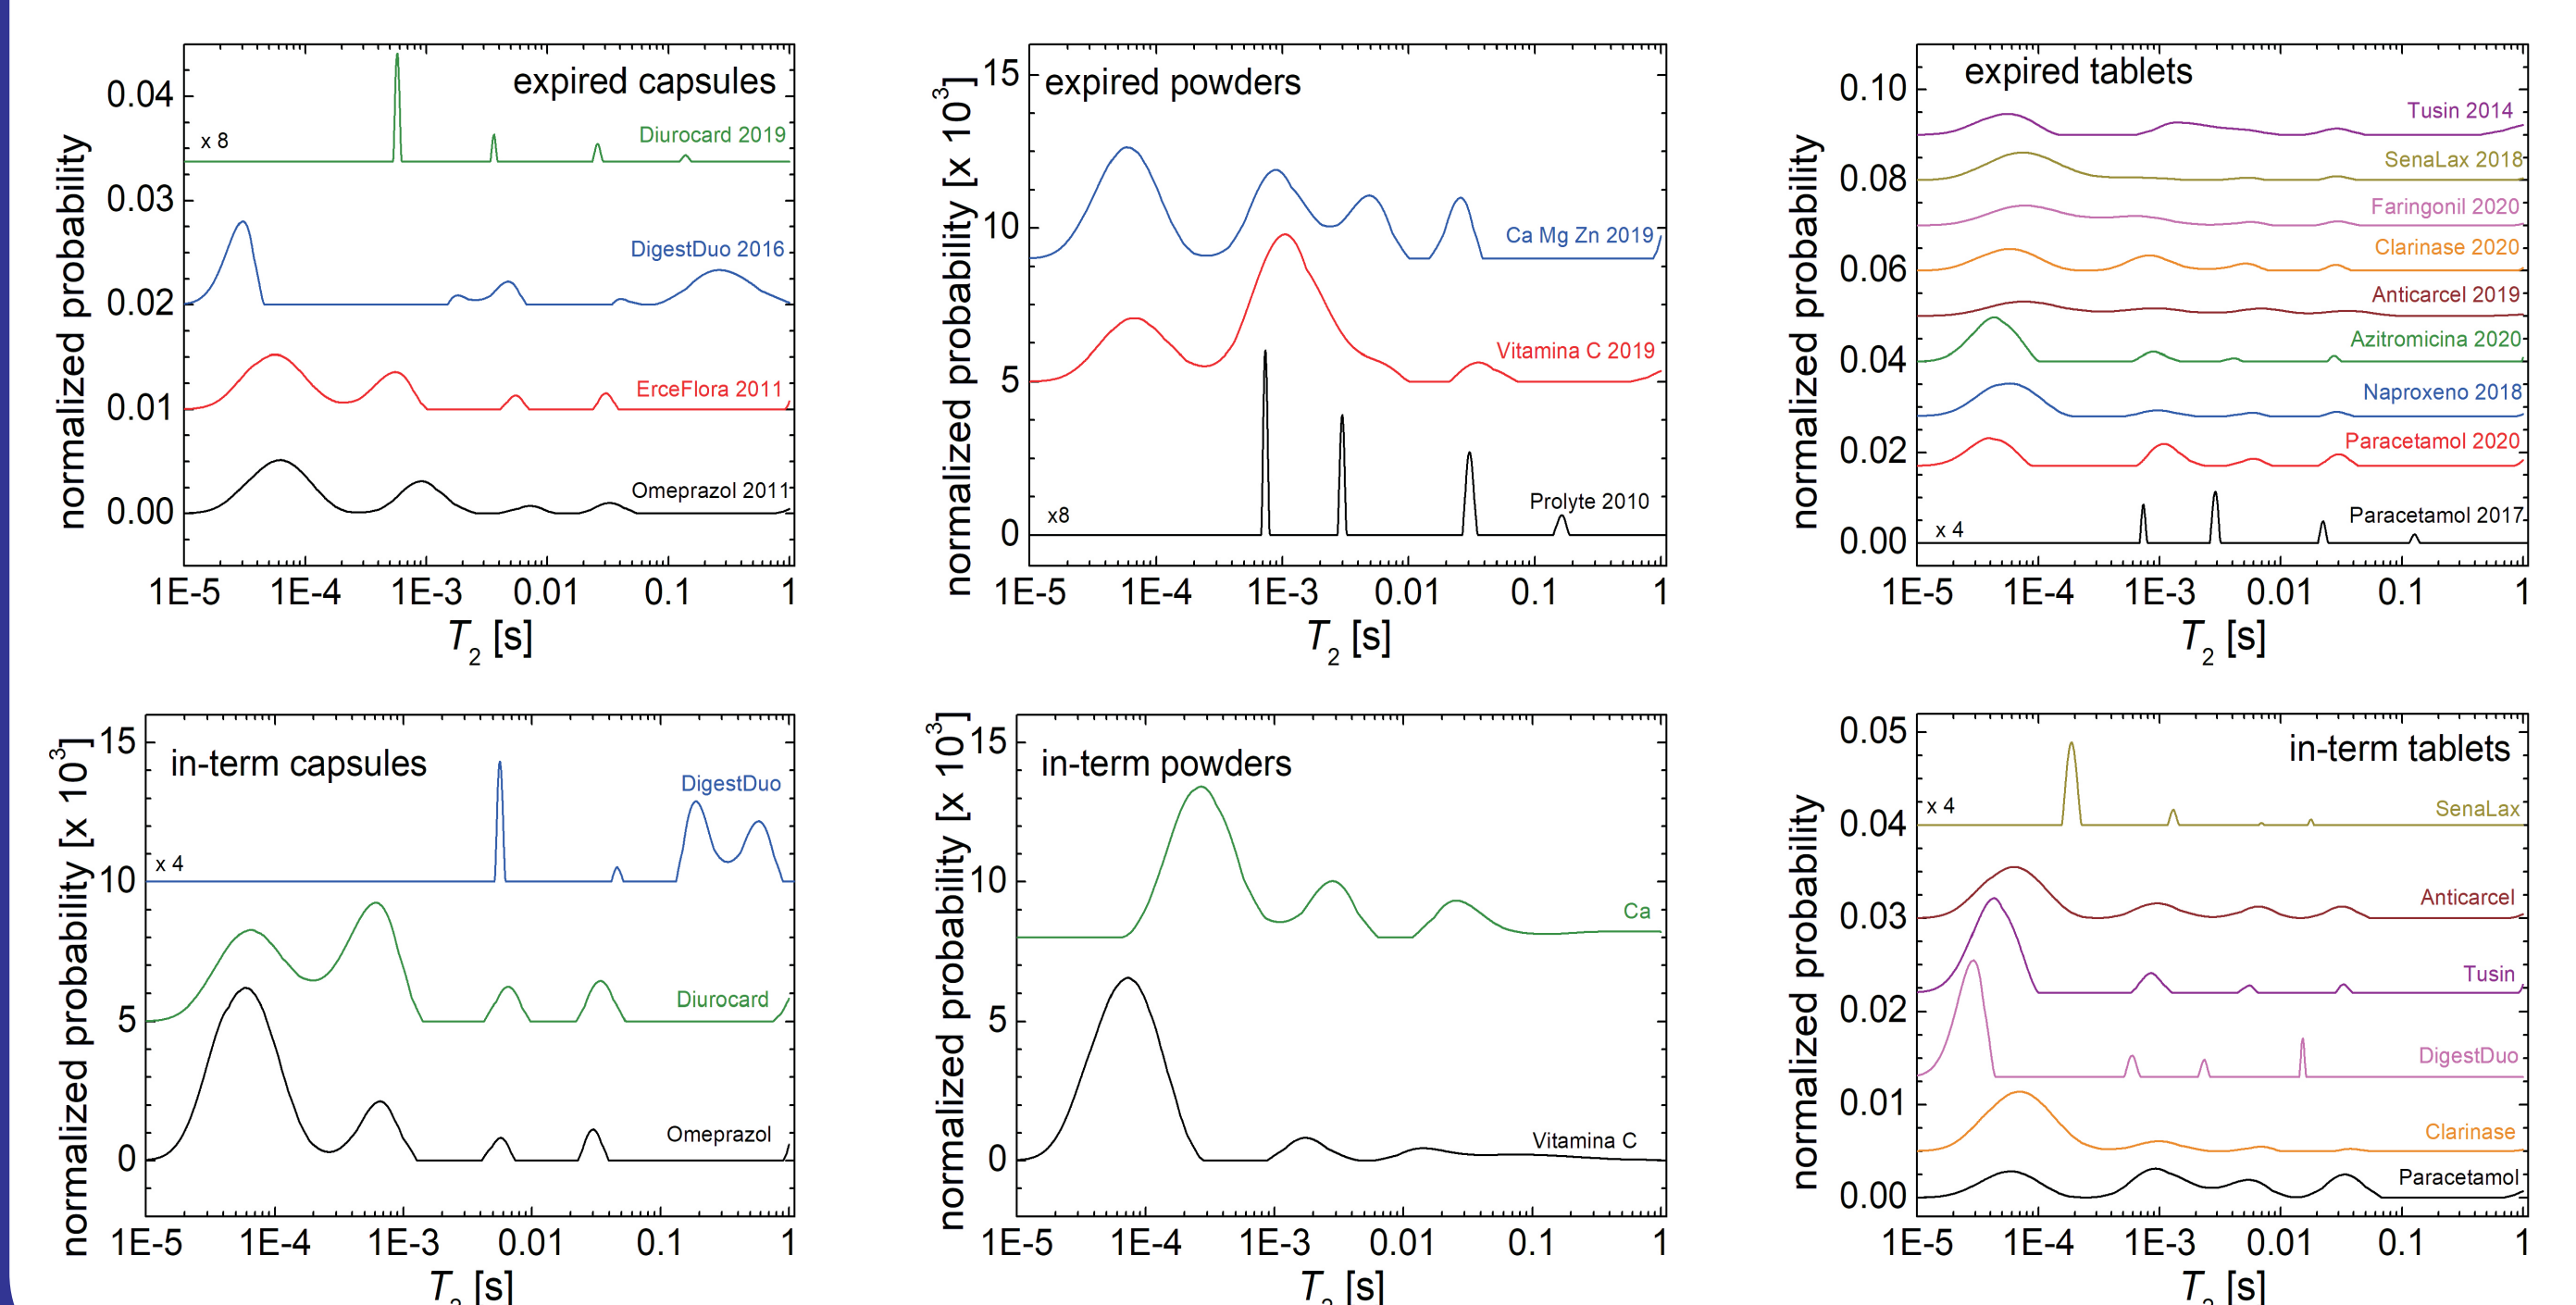 expired capsules
normalized probability
0.04
0.03
0.02
0.01
0.00
x 8
Diurocard 2019
DigestDuo 2016
ErceFlora 2011
Omeprazol 2011
1E-5 1E-4 1E-3 0.01 0.1 1
T2 [s]
expired powders
normalized probability [x 10³]
15
10
5
0
Ca Mg Zn 2019
Vitamina C 2019
Prolyte 2010
x8
1E-5 1E-4 1E-3 0.01 0.1 1
T2 [s]
expired tablets
normalized probability
0.10
0.08
0.06
0.04
0.02
0.00
Tusin 2014
SenaLax 2018
Faringonil 2020
Clarinase 2020
Anticarcel 2019
Azitromicina 2020
Naproxeno 2018
Paracetamol 2020
Paracetamol 2017
x 4
1E-5 1E-4 1E-3 0.01 0.1 1
T2 [s]
in-term capsules
normalized probability [x 10³]
15
10
5
0
DigestDuo
x 4
Diurocard
Omeprazol
1E-5 1E-4 1E-3 0.01 0.1 1
T2 [s]
in-term powders
normalized probability [x 10³]
15
10
5
0
Ca
Vitamina C
1E-5 1E-4 1E-3 0.01 0.1 1
T2 [s]
in-term tablets
normalized probability
0.05
0.04
0.03
0.02
0.01
0.00
x 4
SenaLax
Anticarcel
Tusin
DigestDuo
Clarinase
Paracetamol
1E-5 1E-4 1E-3 0.01 0.1 1
T2 [s]